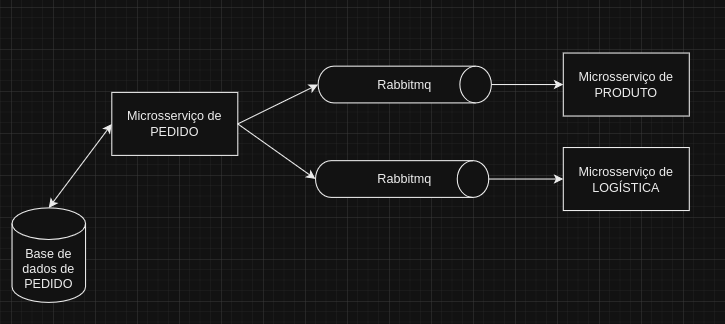 Microsserviço de
PEDIDO
Rabbitmq
Microsserviço de
PRODUTO
Rabbitmq
Microsserviço de
LOGÍSTICA
Base de
dados de
PEDIDO